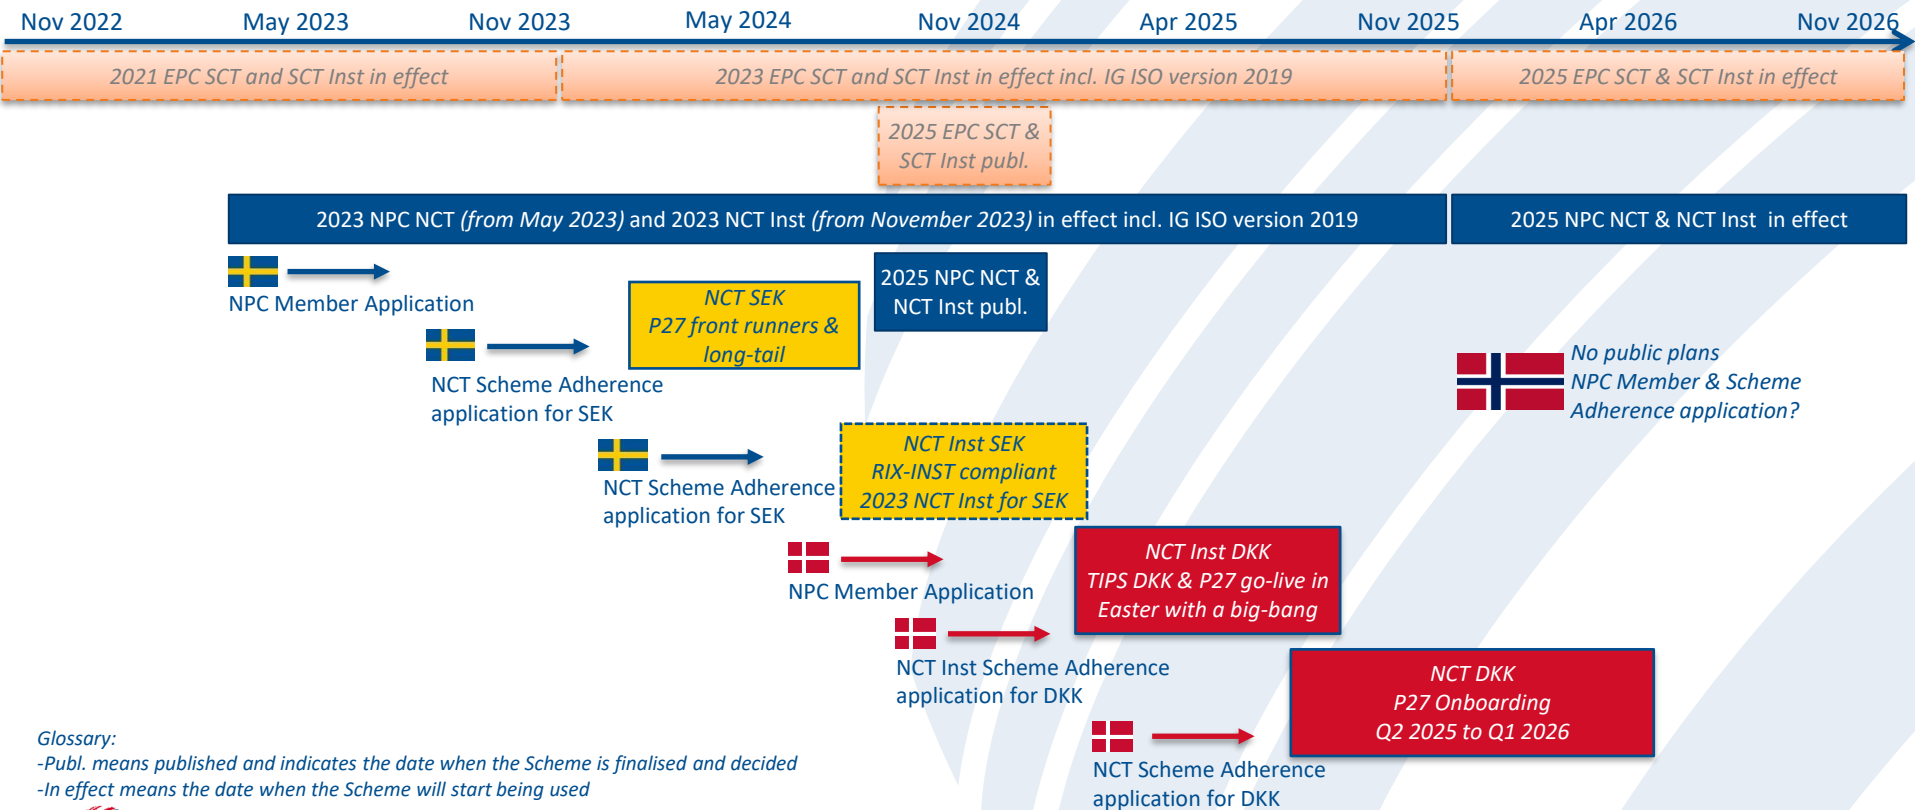 Nov 2022 May 2023 Nov 2023 May 2024 Nov 2024 Apr 2025 Nov 2025 Apr 2026 Nov 2026
2021 EPC SCT and SCT Inst in effect
2023 EPC SCT and SCT Inst in effect incl. IG ISO version 2019
2025 EPC SCT & SCT Inst in effect
2025 EPC SCT &
SCT Inst publ.
2023 NPC NCT (from May 2023) and 2023 NCT Inst (from November 2023) in effect incl. IG ISO version 2019
2025 NPC NCT & NCT Inst in effect
NPC Member Application
NCT SEK
P27 front runners &
long-tail
2025 NPC NCT &
NCT Inst publ.
NCT Scheme Adherence
application for SEK
No public plans
NPC Member & Scheme
Adherence application?
NCT Scheme Adherence
application for SEK
NCT Inst SEK
RIX-INST compliant
2023 NCT Inst for SEK
NPC Member Application
NCT Inst DKK
TIPS DKK & P27 go-live in
Easter with a big-bang
NCT Inst Scheme Adherence
application for DKK
NCT DKK
P27 Onboarding
Q2 2025 to Q1 2026
NCT Scheme Adherence
application for DKK
Glossary:
-Publ. means published and indicates the date when the Scheme is finalised and decided
-In effect means the date when the Scheme will start being used